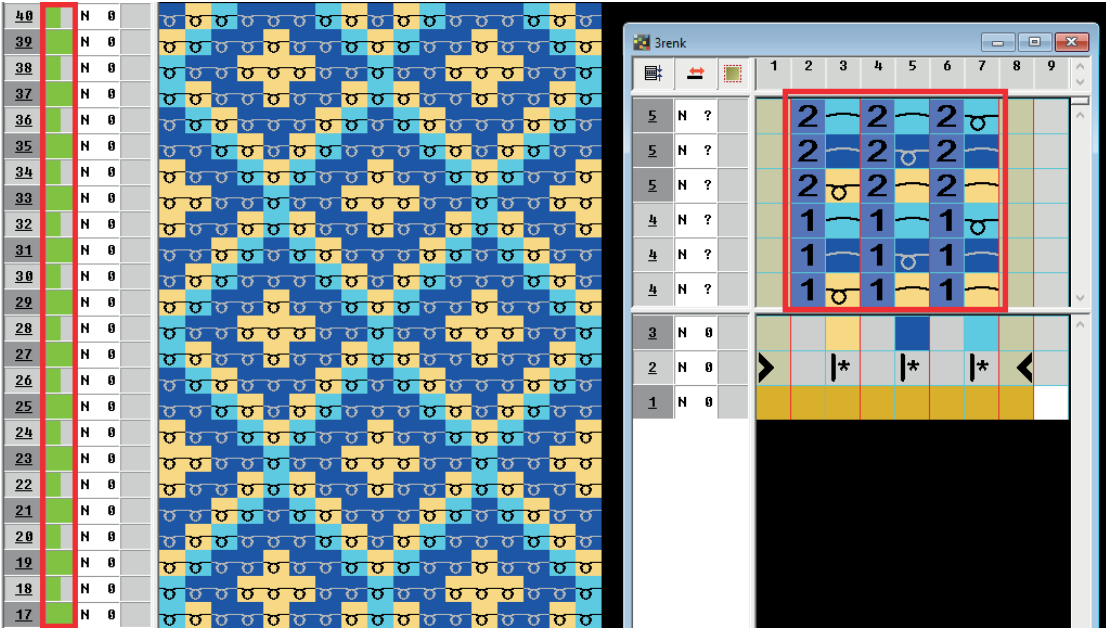 40 N 0
39 N 0
38 N 0
37 N 0
36 N 0
35 N 0
34 N 0
33 N 0
32 N 0
31 N 0
30 N 0
29 N 0
28 N 0
27 N 0
26 N 0
25 N 0
24 N 0
23 N 0
22 N 0
21 N 0
20 N 0
19 N 0
18 N 0
17 N 0
3renk
1 2 3 4 5 6 7 8 9
5 N ? 2 2 2
5 N ? 2 2 2
5 N ? 2 2 2
4 N ? 1 1 1
4 N ? 1 1 1
4 N ? 1 1 1
3 N 0
2 N 0 > |* |* |* <
1 N 0